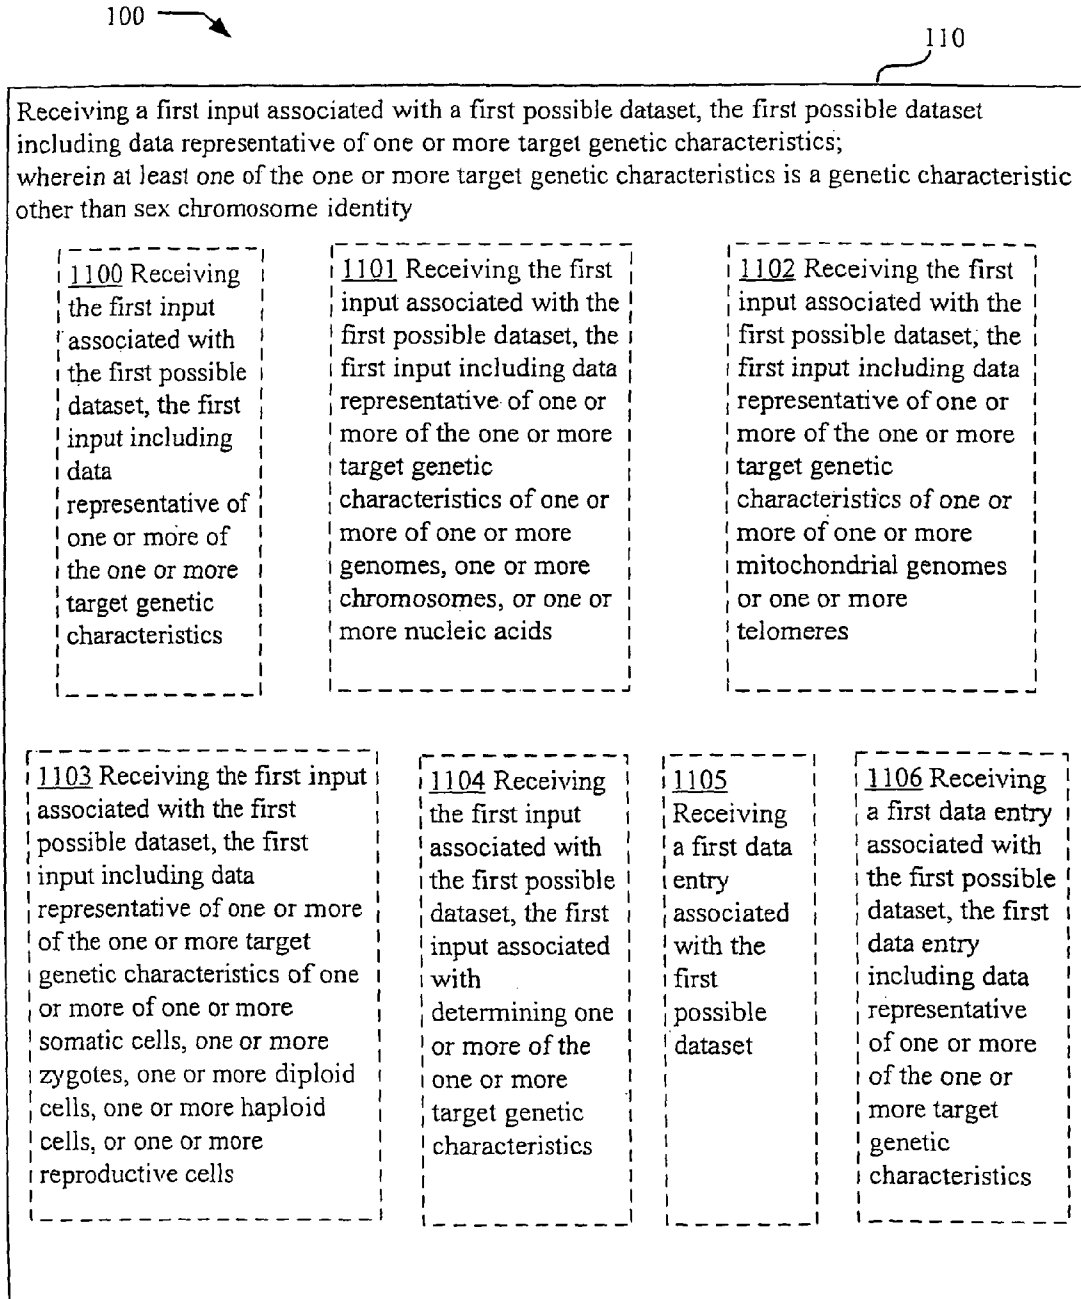 100
110
Receiving a first input associated with a first possible dataset, the first possible dataset
including data representative of one or more target genetic characteristics;
wherein at least one of the one or more target genetic characteristics is a genetic characteristic
other than sex chromosome identity
1100 Receiving
the first input
associated with
the first possible
dataset, the first
input including
data
representative of
one or more of
the one or more
target genetic
characteristics
1101 Receiving the first
input associated with the
first possible dataset, the
first input including data
representative of one or
more of the one or more
target genetic
characteristics of one or
more of one or more
genomes, one or more
chromosomes, or one or
more nucleic acids
1102 Receiving the first
input associated with the
first possible dataset, the
first input including data
representative of one or
more of the one or more
target genetic
characteristics of one or
more of one or more
mitochondrial genomes
or one or more
telomeres
1103 Receiving the first input
associated with the first
possible dataset, the first
input including data
representative of one or more
of the one or more target
genetic characteristics of one
or more of one or more
somatic cells, one or more
zygotes, one or more diploid
cells, one or more haploid
cells, or one or more
reproductive cells
1104 Receiving
the first input
associated with
the first possible
dataset, the first
input associated
with
determining one
or more of the
one or more
target genetic
characteristics
1105
Receiving
a first data
entry
associated
with the
first
possible
dataset
1106 Receiving
a first data entry
associated with
the first possible
dataset, the first
data entry
including data
representative
of one or more
of the one or
more target
genetic
characteristics